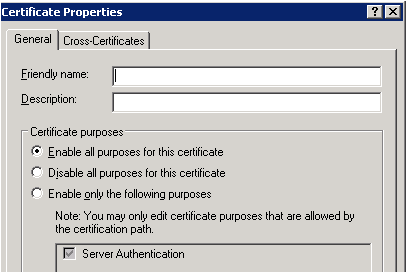 Certificate Properties
General
Cross-Certificates
Friendly name:
Description:
Certificate purposes
Enable all purposes for this certificate
Disable all purposes for this certificate
Enable only the following purposes
Note: You may only edit certificate purposes that are allowed by
the certification path.
Server Authentication